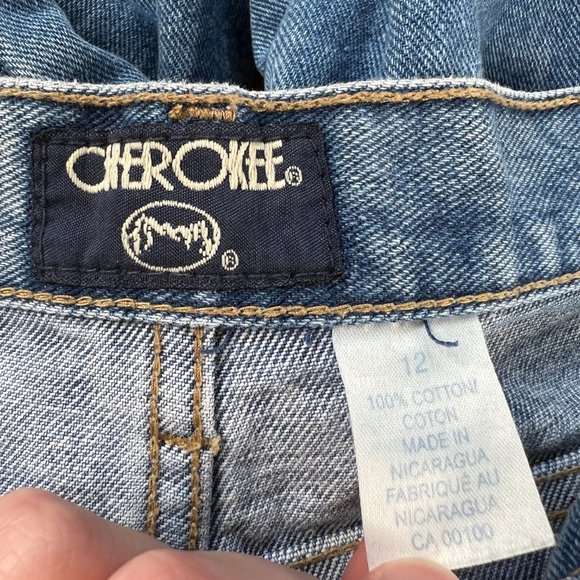 CHEROKEE®
®
12
100% COTTON/
COTON
MADE IN
NICARAGUA
FABRIQUÉ AU
NICARAGUA
CA 00100